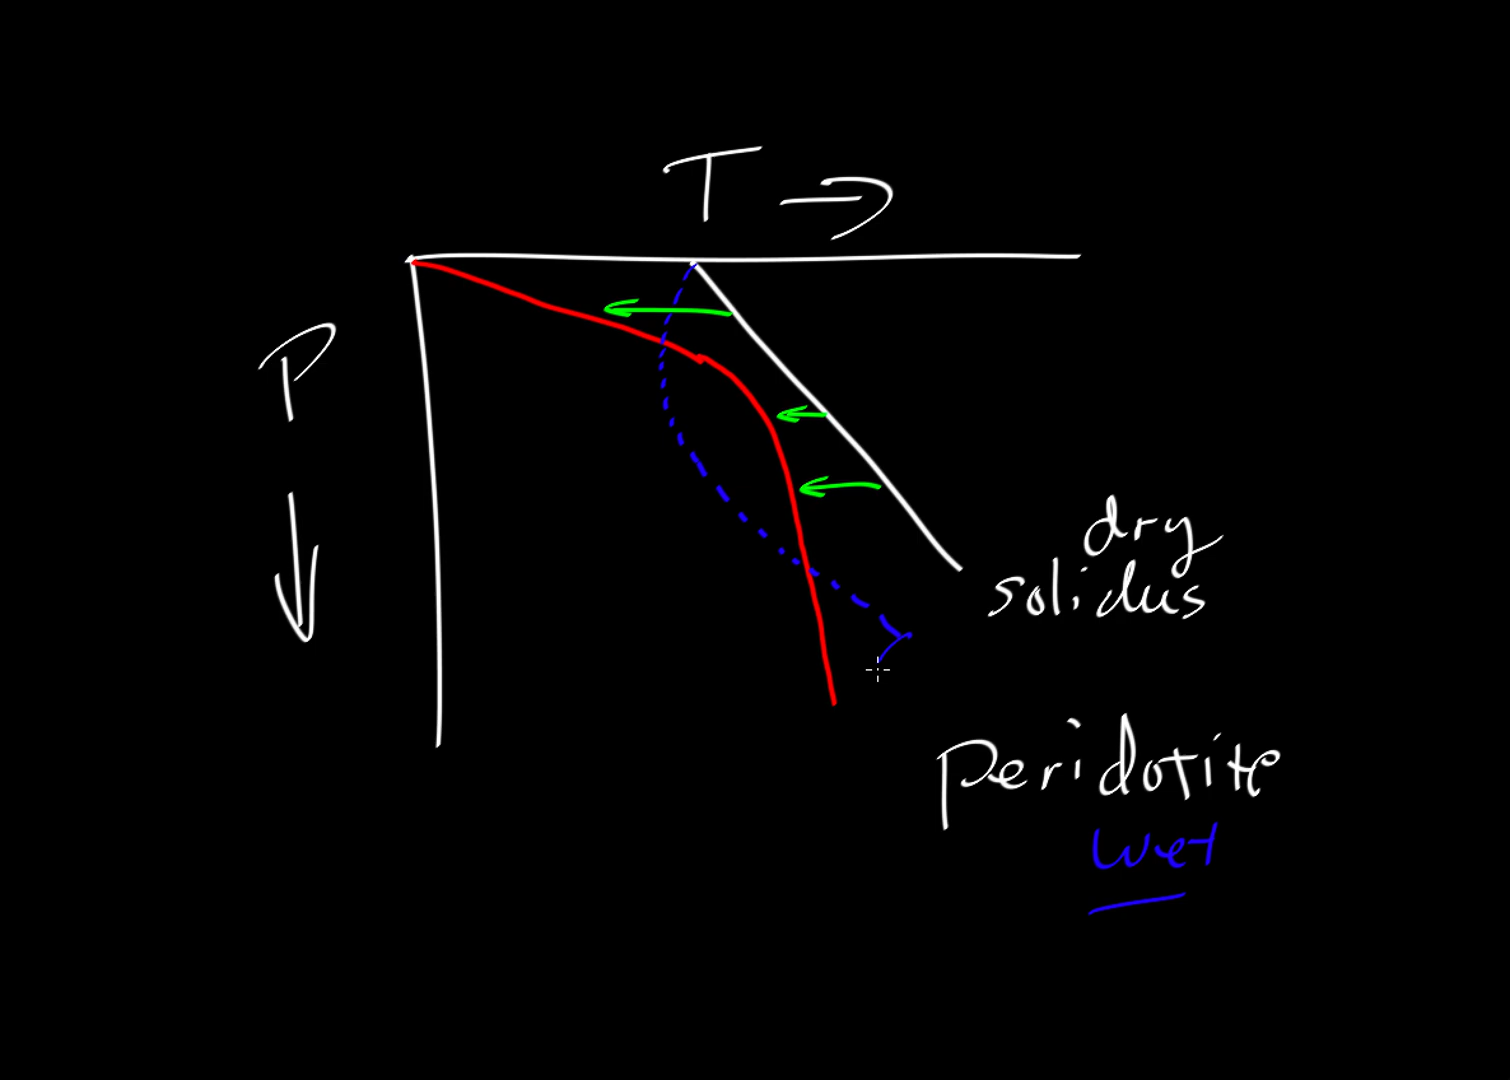 T →
P
↓
dry
solidus
peridotite
wet